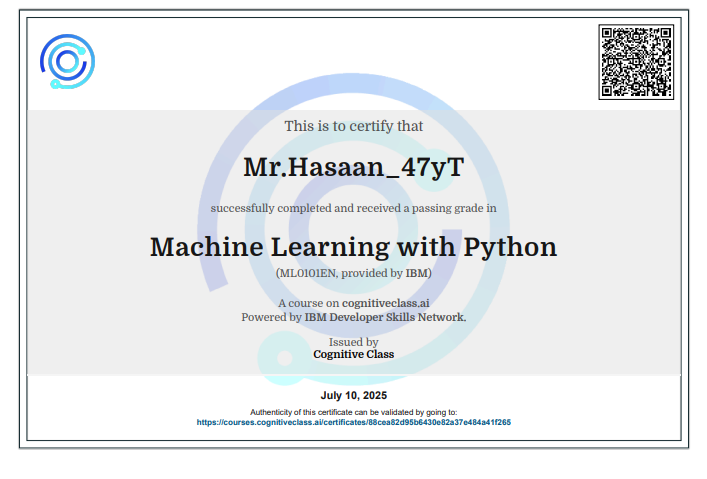 This is to certify that
Mr.Hasaan_47yT
successfully completed and received a passing grade in
Machine Learning with Python
(ML0101EN, provided by IBM)
A course on cognitiveclass.ai
Powered by IBM Developer Skills Network.
Issued by
Cognitive Class
July 10, 2025
Authenticity of this certificate can be validated by going to:
https://courses.cognitiveclass.ai/certificates/88cea82d95b6430e82a37e484a41f265